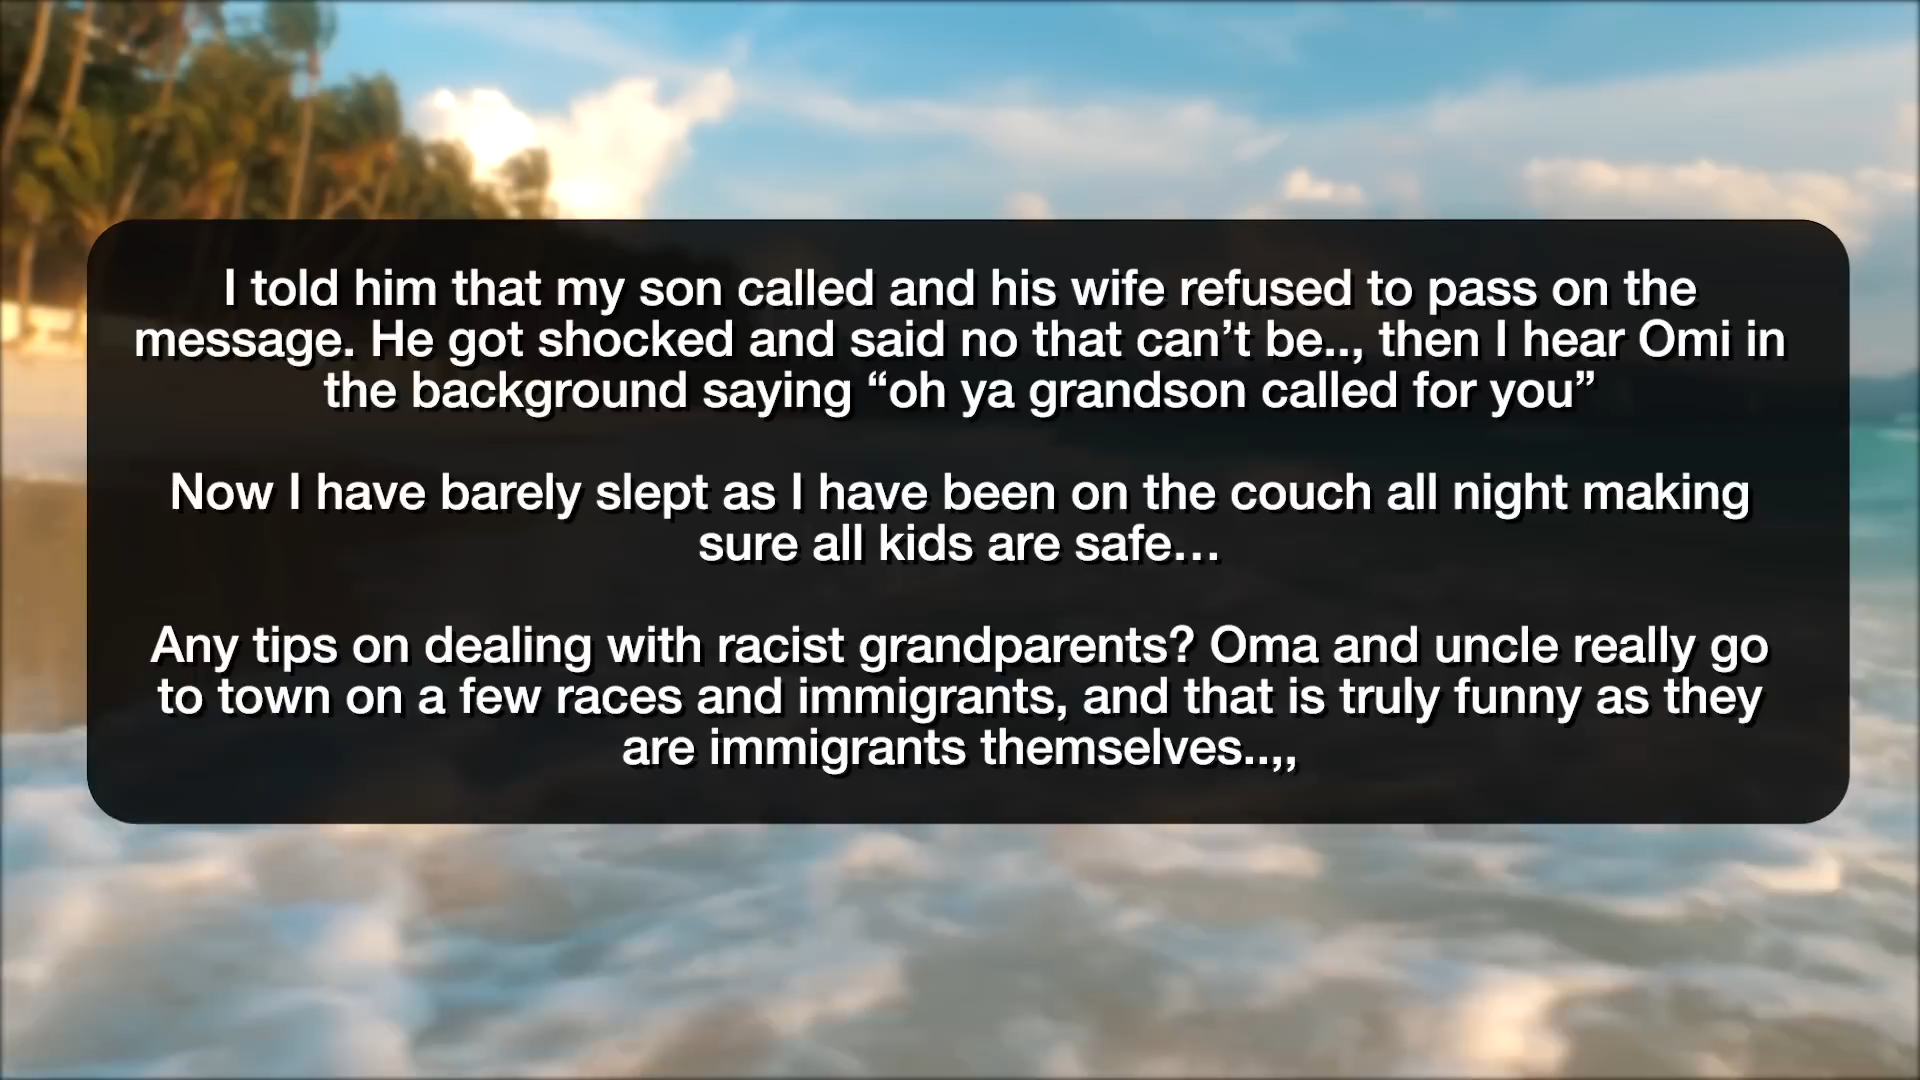 I told him that my son called and his wife refused to pass on the
message. He got shocked and said no that can’t be.., then I hear Omi in
the background saying “oh ya grandson called for you”
Now I have barely slept as I have been on the couch all night making
sure all kids are safe…
Any tips on dealing with racist grandparents? Oma and uncle really go
to town on a few races and immigrants, and that is truly funny as they
are immigrants themselves..,,